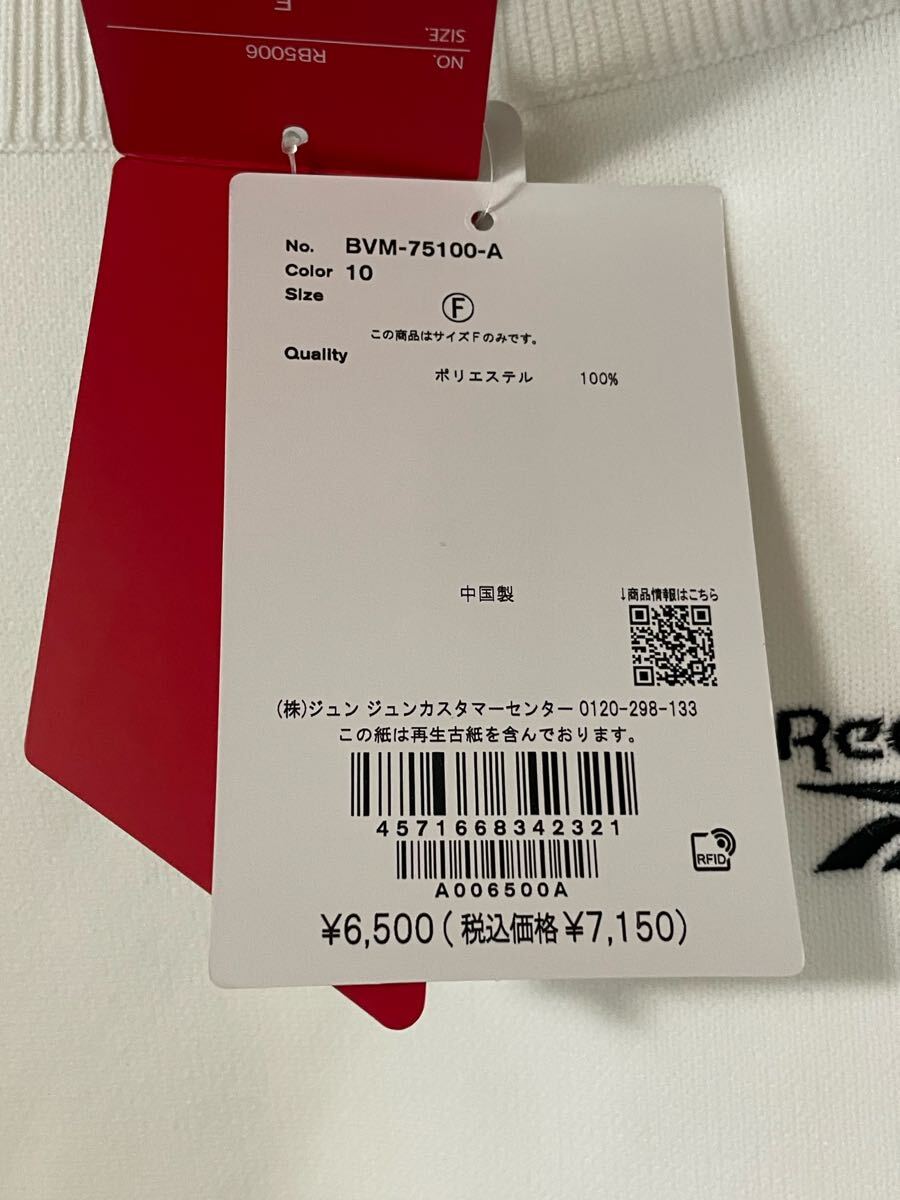 NO. RB5006
SIZE. F
No. BVM-75100-A
Color 10
Size
Ⓕ
この商品はサイズFのみです。
Quality
ポリエステル 100%
中国製
↓商品情報はこちら
(株)ジュン ジュンカスタマーセンター 0120-298-133
この紙は再生古紙を含んでおります。
4571668342321
A006500A
RFID
¥6,500(税込価格¥7,150)
Ree